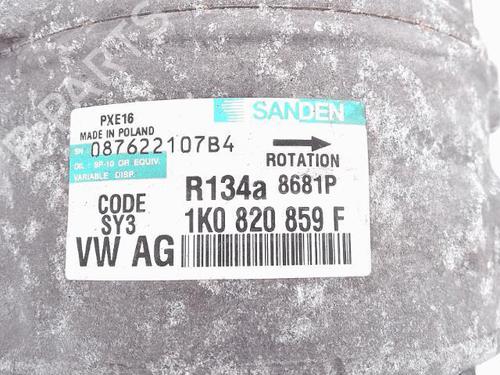 PXE16
MADE IN POLAND
SANDEN
SN 087622107B4
ROTATION
OIL : SP-10 OR EQUIV.
VARIABLE DISP.
R134a 8681P
CODE
SY3
1K0 820 859 F
VW AG